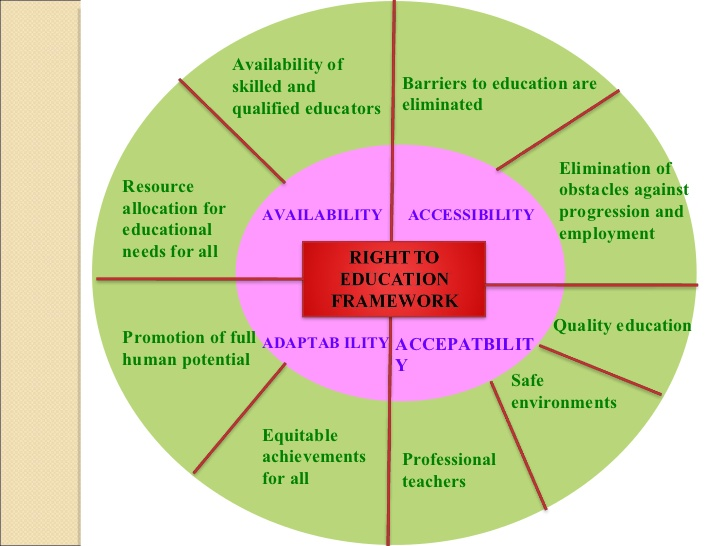 Availability of
skilled and
qualified educators
Barriers to education are
eliminated
Resource
allocation for
educational
needs for all
Elimination of
obstacles against
progression and
employment
AVAILABILITY
ACCESSIBILITY
RIGHT TO
EDUCATION
FRAMEWORK
Promotion of full
human potential
ADAPTAB ILITY
ACCEPATBILIT
Y
Quality education
Safe
environments
Equitable
achievements
for all
Professional
teachers